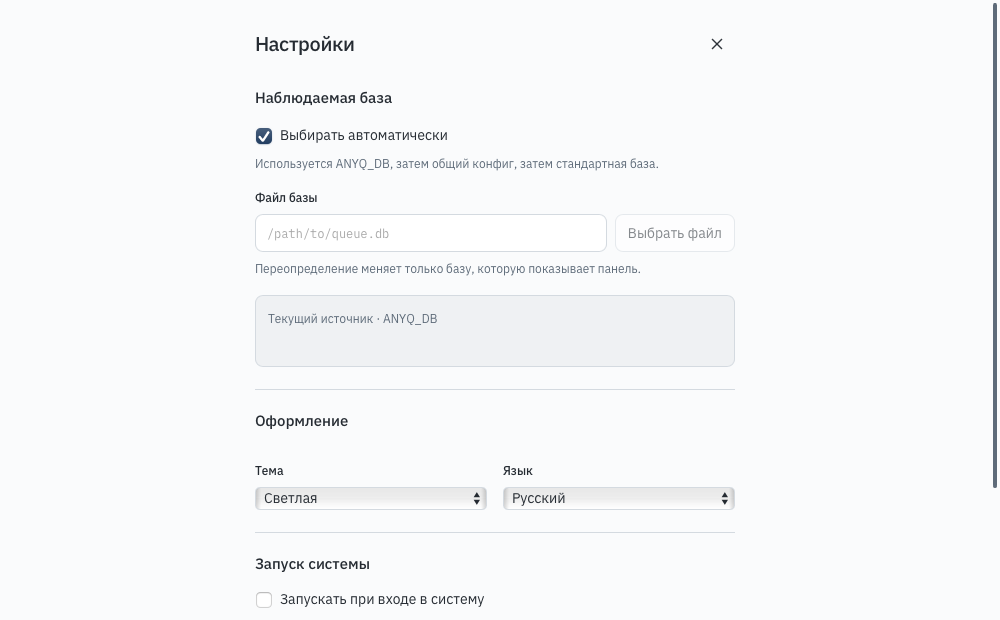 Настройки
Наблюдаемая база
Выбирать автоматически
Используется ANYQ_DB, затем общий конфиг, затем стандартная база.
Файл базы
/path/to/queue.db
Выбрать файл
Переопределение меняет только базу, которую показывает панель.
Текущий источник · ANYQ_DB
Оформление
Тема
Язык
Светлая
Русский
Запуск системы
Запускать при входе в систему